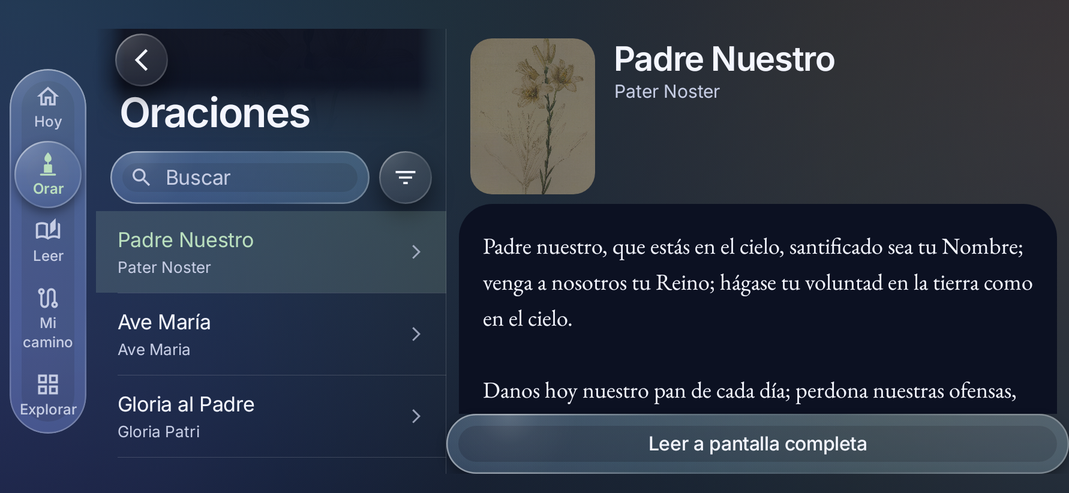 Hoy
Orar
Leer
Mi
camino
Explorar
Oraciones
Buscar
Padre Nuestro
Pater Noster
Ave María
Ave Maria
Gloria al Padre
Gloria Patri
Padre Nuestro
Pater Noster
Padre nuestro, que estás en el cielo, santificado sea tu Nombre;
venga a nosotros tu Reino; hágase tu voluntad en la tierra como
en el cielo.
Danos hoy nuestro pan de cada día; perdona nuestras ofensas,
Leer a pantalla completa